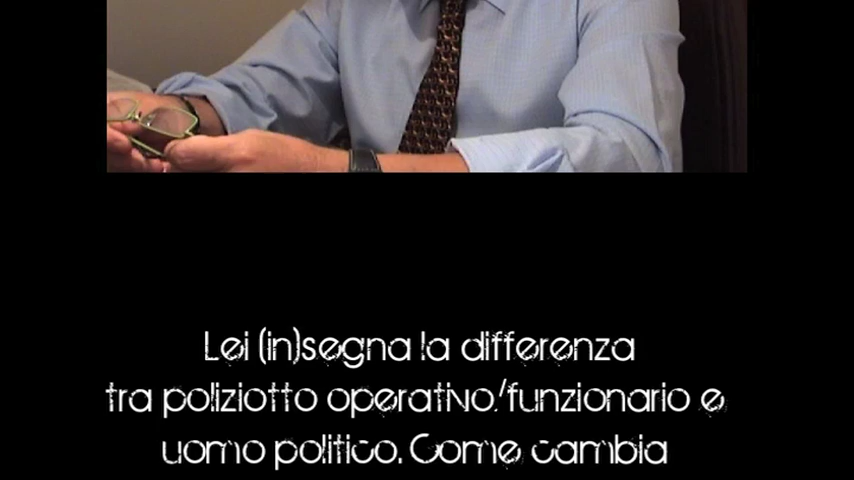 Lei (in)segna la differenza
tra poliziotto operativo/funzionario e
uomo politico. Come cambia